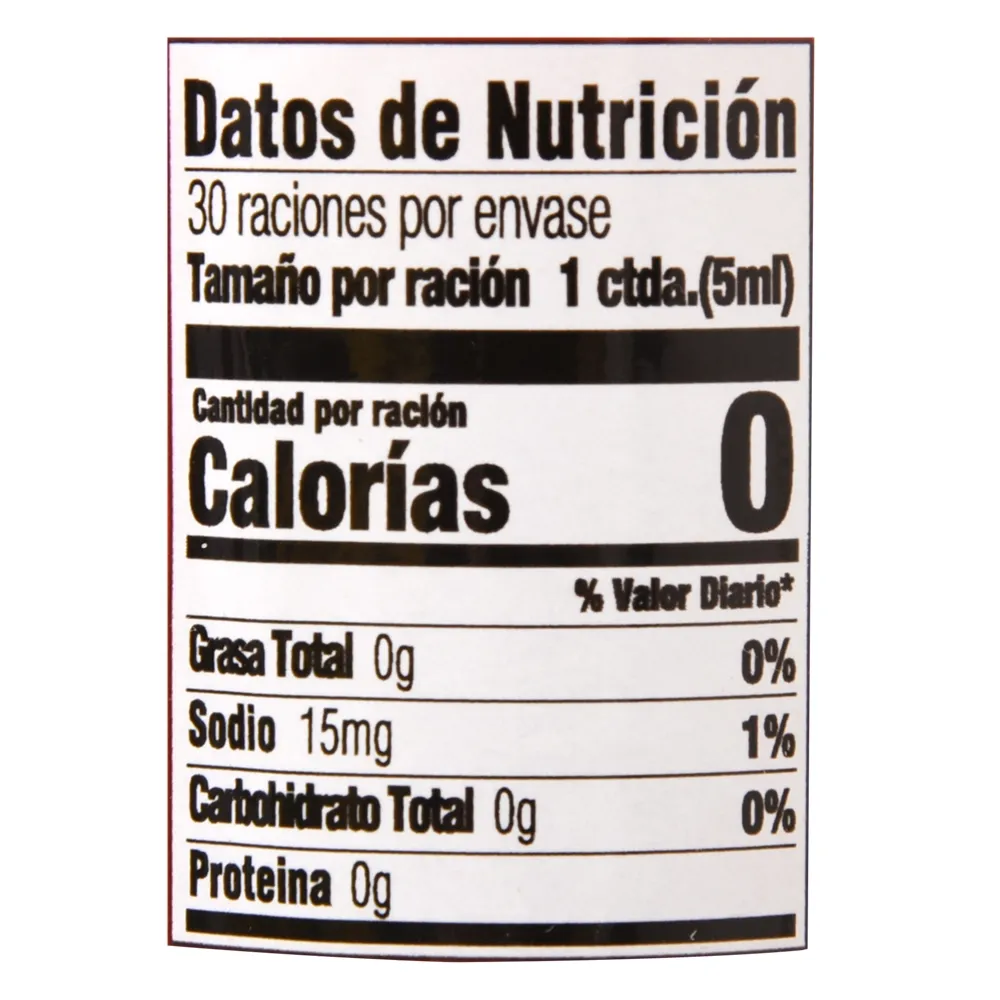 Datos de Nutrición
30 raciones por envase
Tamaño por ración 1 ctda.(5ml)
Cantidad por ración
Calorías 0
% Valor Diario*
Grasa Total 0g 0%
Sodio 15mg 1%
Carbohidrato Total 0g 0%
Proteina 0g